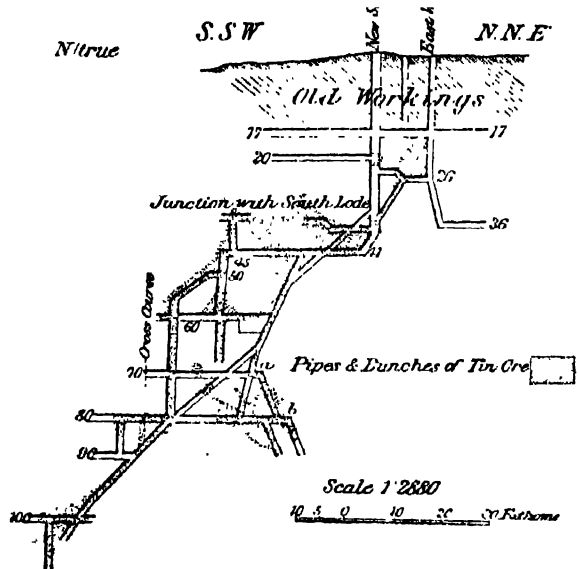 S.S.W
N.N.E
N true
New S
East
Old Workings
17
17
20
26
Junction with South Lode
36
41
45
50
Cross Course
60
70
a
Pipes & Bunches of Tin Ore
80
b
90
Scale 1:2880
100
10 5 0 10 20 30 Fathoms